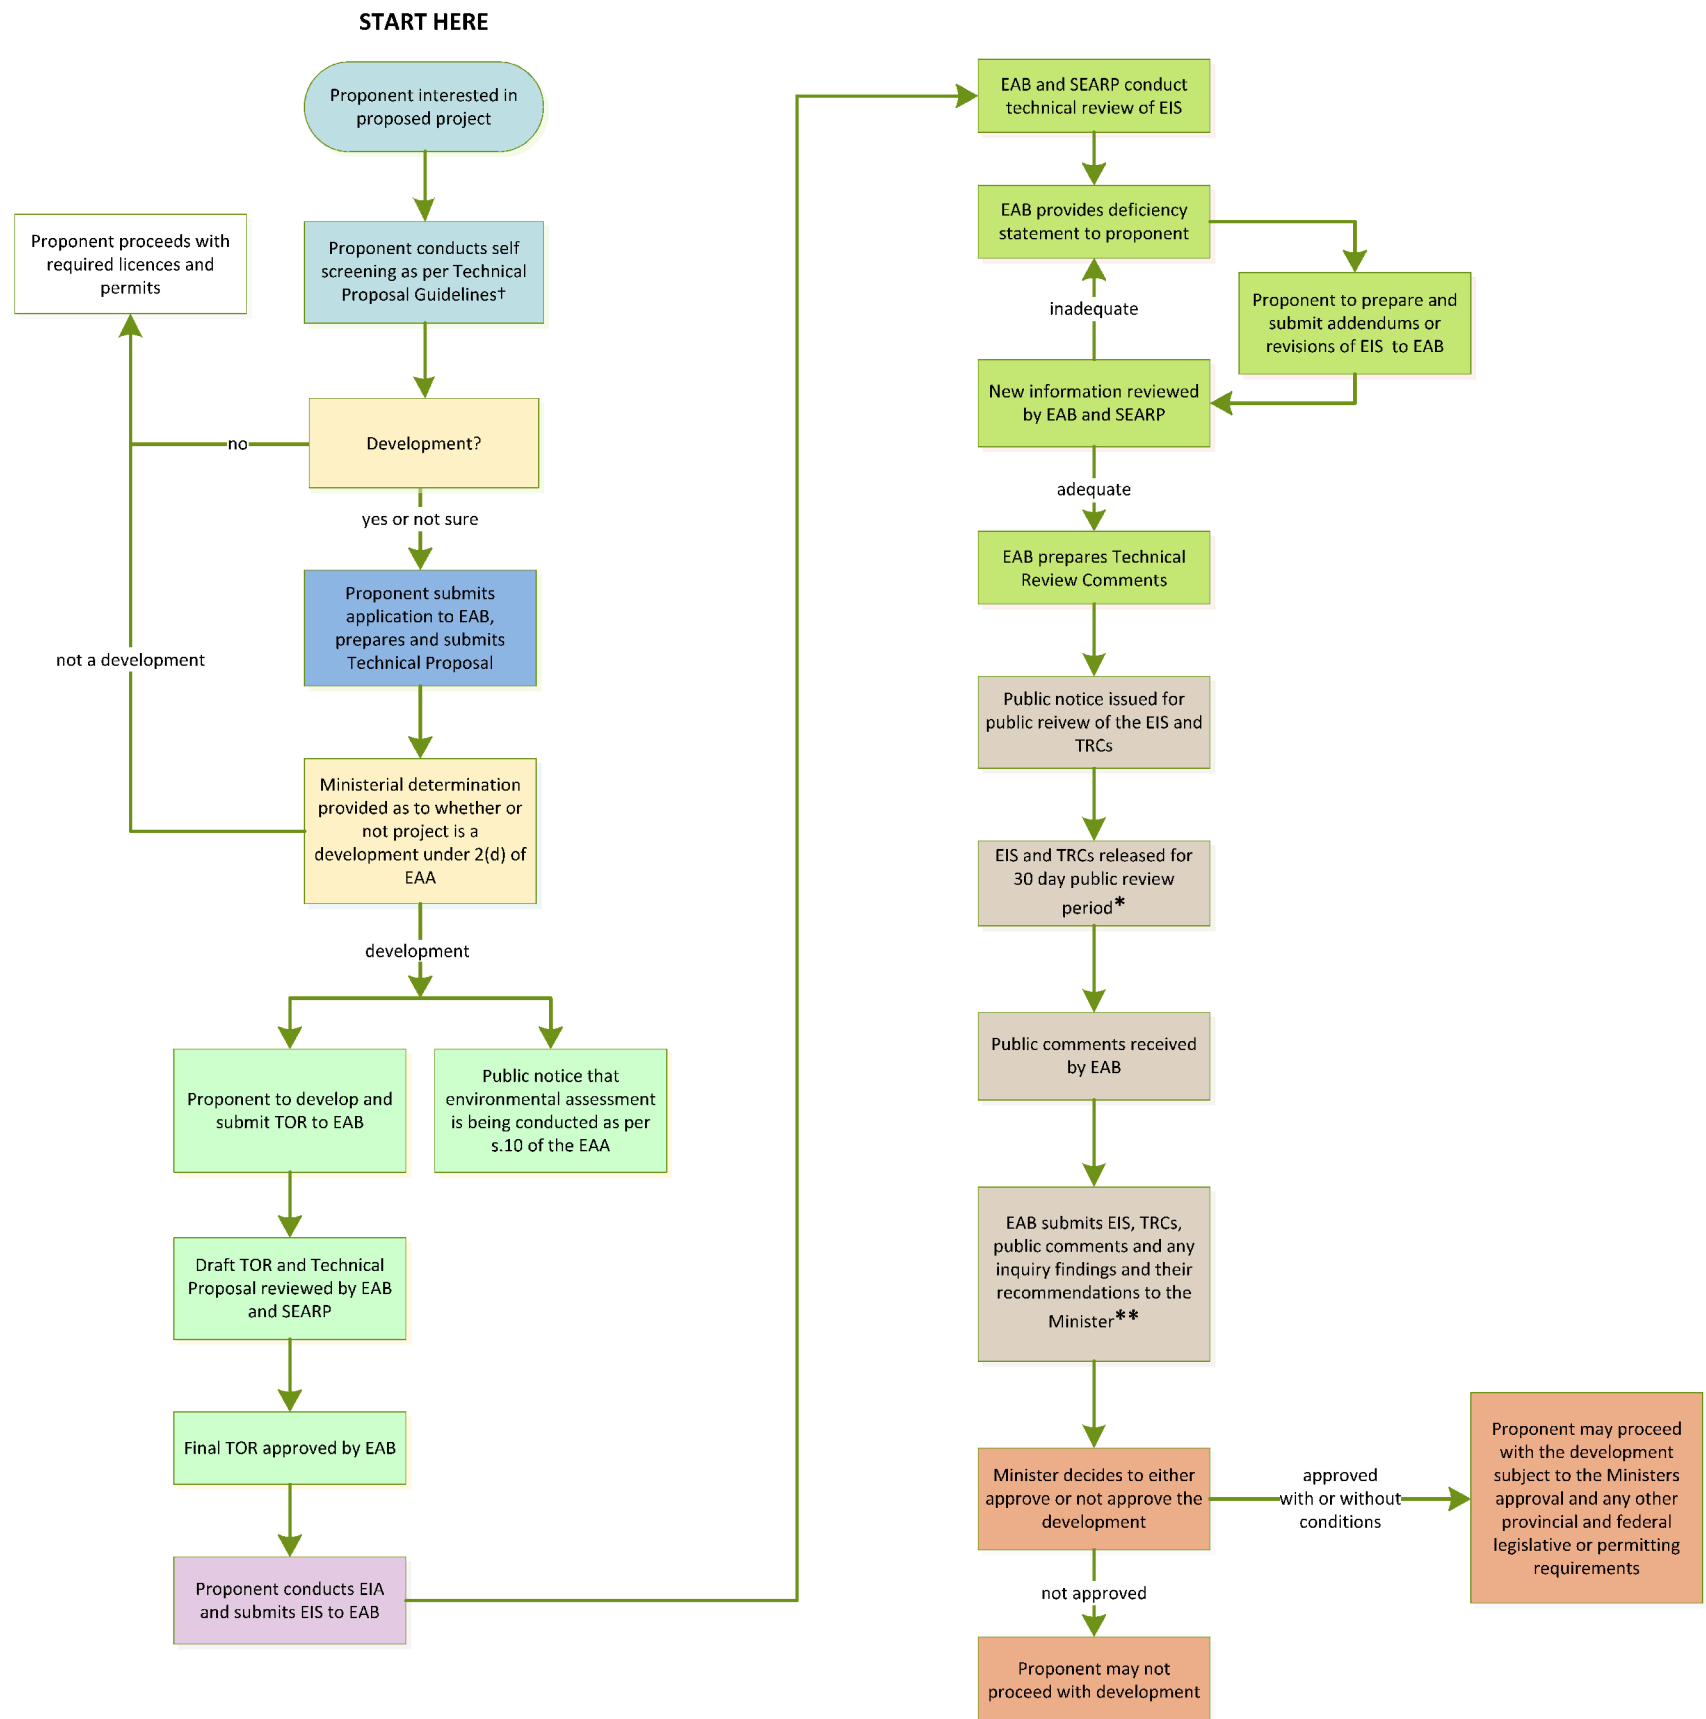 START HERE
Proponent interested in
proposed project
Proponent conducts self
screening as per Technical
Proposal Guidelines†
Proponent proceeds with
required licences and
permits
Development?
no
yes or not sure
Proponent submits
application to EAB,
prepares and submits
Technical Proposal
not a development
Ministerial determination
provided as to whether or
not project is a
development under 2(d) of
EAA
development
Proponent to develop and
submit TOR to EAB
Public notice that
environmental assessment
is being conducted as per
s.10 of the EAA
Draft TOR and Technical
Proposal reviewed by EAB
and SEARP
Final TOR approved by EAB
Proponent conducts EIA
and submits EIS to EAB
EAB and SEARP conduct
technical review of EIS
EAB provides deficiency
statement to proponent
Proponent to prepare and
submit addendums or
revisions of EIS to EAB
inadequate
New information reviewed
by EAB and SEARP
adequate
EAB prepares Technical
Review Comments
Public notice issued for
public reivew of the EIS and
TRCs
EIS and TRCs released for
30 day public review
period*
Public comments received
by EAB
EAB submits EIS, TRCs,
public comments and any
inquiry findings and their
recommendations to the
Minister**
Minister decides to either
approve or not approve the
development
approved
with or without
conditions
Proponent may proceed
with the development
subject to the Ministers
approval and any other
provincial and federal
legislative or permitting
requirements
not approved
Proponent may not
proceed with development